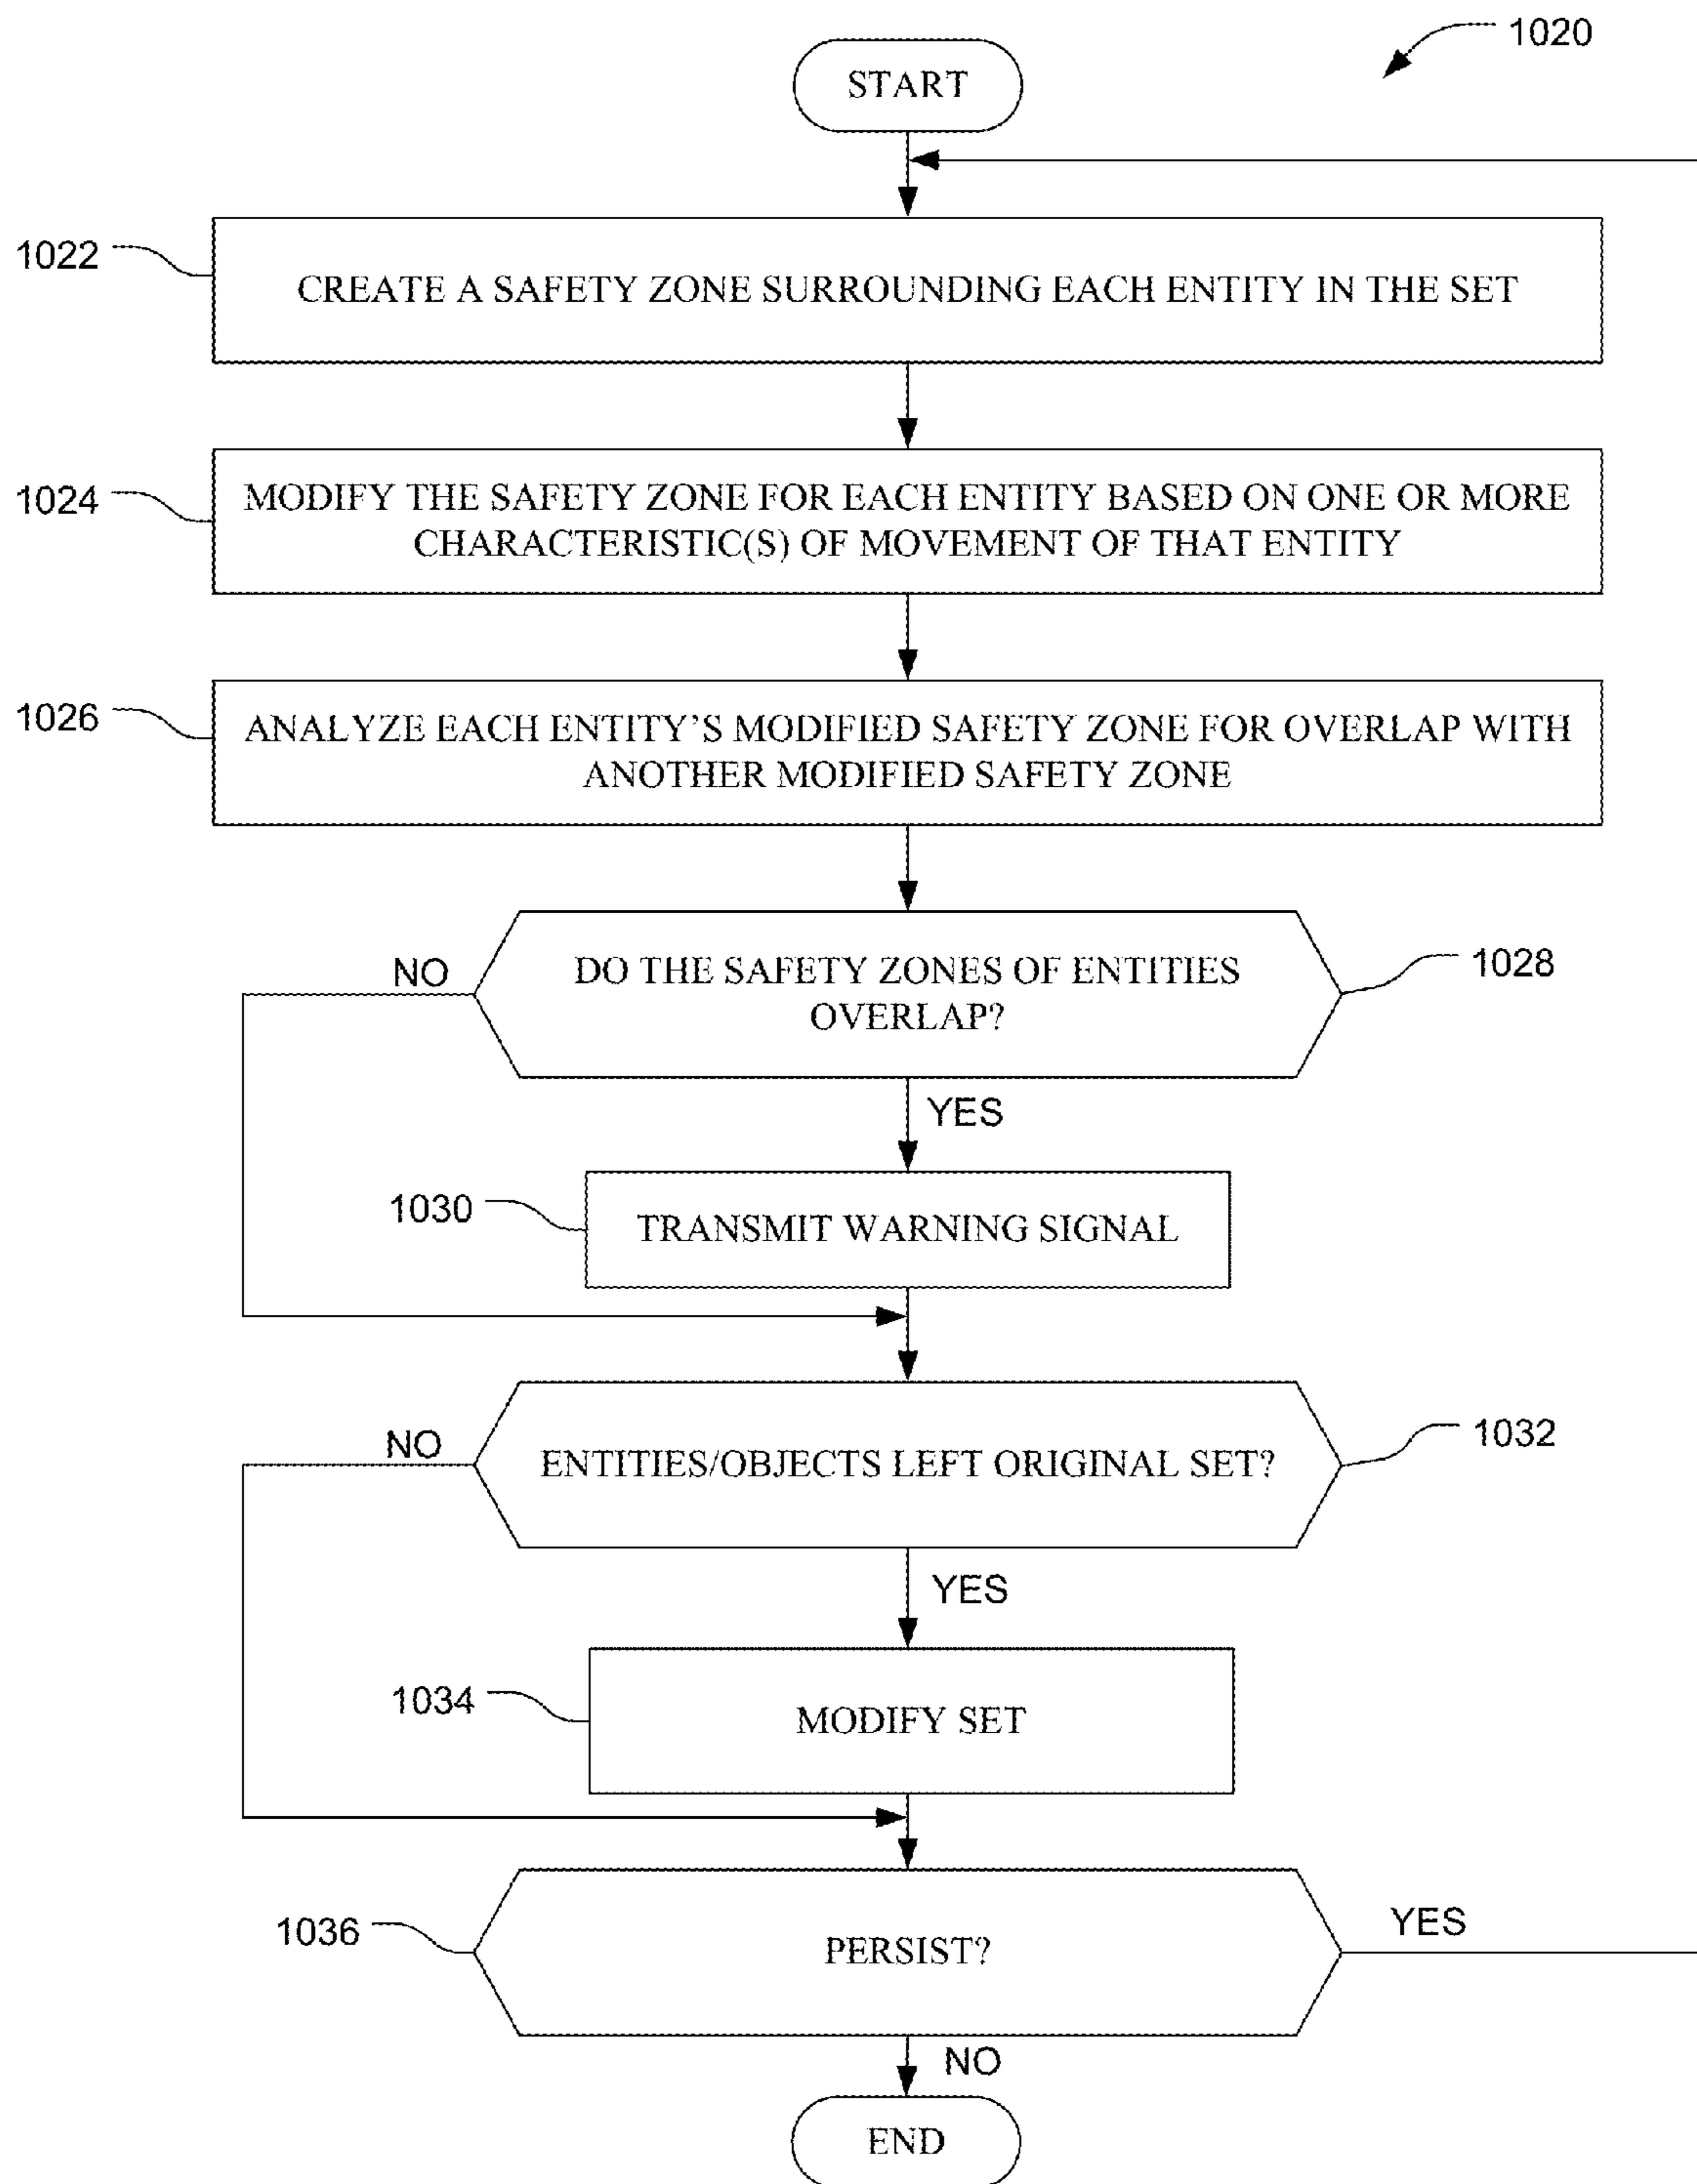 1020
START
1022
CREATE A SAFETY ZONE SURROUNDING EACH ENTITY IN THE SET
1024
MODIFY THE SAFETY ZONE FOR EACH ENTITY BASED ON ONE OR MORE
CHARACTERISTIC(S) OF MOVEMENT OF THAT ENTITY
1026
ANALYZE EACH ENTITY'S MODIFIED SAFETY ZONE FOR OVERLAP WITH
ANOTHER MODIFIED SAFETY ZONE
NO
DO THE SAFETY ZONES OF ENTITIES
OVERLAP?
1028
YES
1030
TRANSMIT WARNING SIGNAL
NO
ENTITIES/OBJECTS LEFT ORIGINAL SET?
1032
YES
1034
MODIFY SET
1036
PERSIST?
YES
NO
END